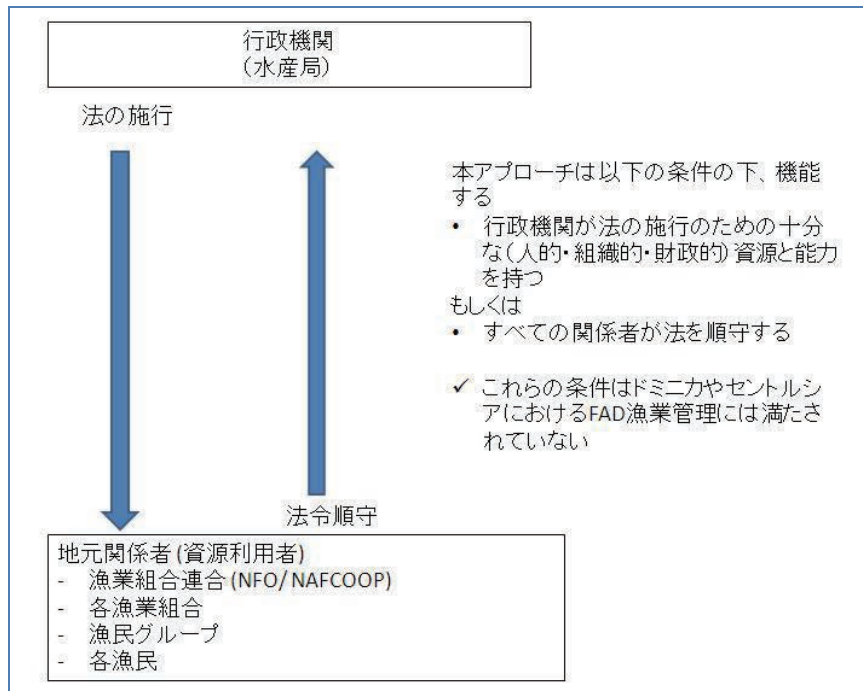 行政機関
（水産局）
法の施行
本アプローチは以下の条件の下、機能
する
• 行政機関が法の施行のための十分
な（人的・組織的・財政的）資源と能力
を持つ
もしくは
• すべての関係者が法を順守する
✓ これらの条件はドミニカやセントルシ
アにおけるFAD漁業管理には満たさ
れていない
法令順守
地元関係者(資源利用者)
- 漁業組合連合(NFO/NAFCOOP)
- 各漁業組合
- 漁民グループ
- 各漁民